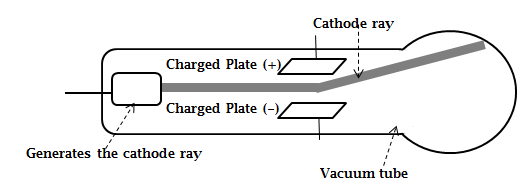 Cathode ray
Charged Plate (+)
Charged Plate (–)
Generates the cathode ray
Vacuum tube